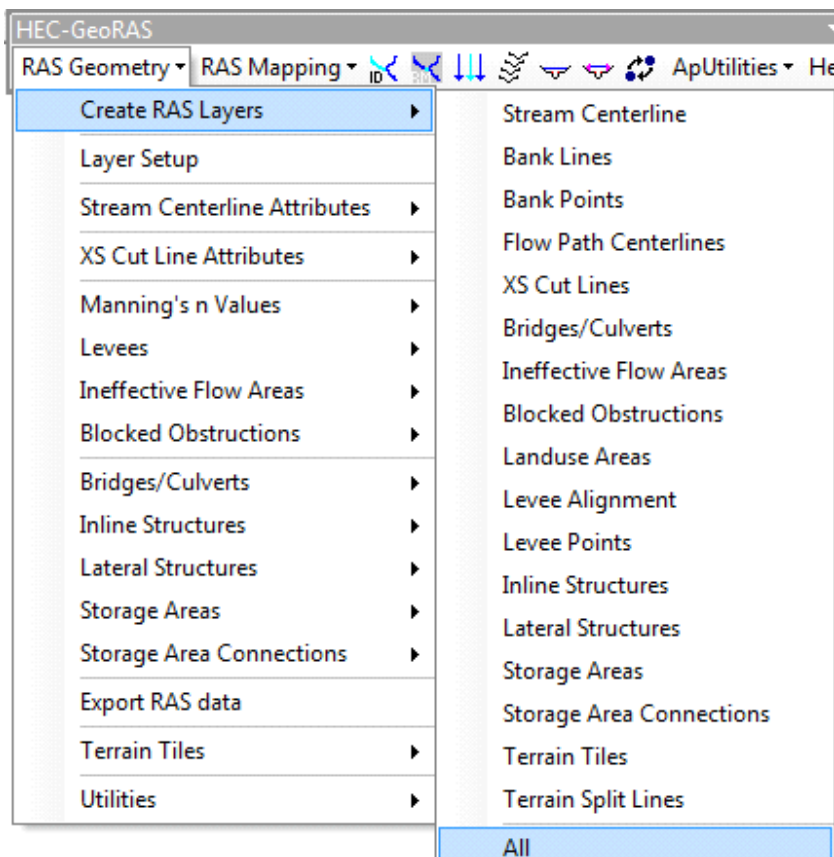 HEC-GeoRAS
RAS Geometry RAS Mapping ID ApUtilities He
Create RAS Layers
Layer Setup
Stream Centerline Attributes
XS Cut Line Attributes
Manning's n Values
Levees
Ineffective Flow Areas
Blocked Obstructions
Bridges/Culverts
Inline Structures
Lateral Structures
Storage Areas
Storage Area Connections
Export RAS data
Terrain Tiles
Utilities
Stream Centerline
Bank Lines
Bank Points
Flow Path Centerlines
XS Cut Lines
Bridges/Culverts
Ineffective Flow Areas
Blocked Obstructions
Landuse Areas
Levee Alignment
Levee Points
Inline Structures
Lateral Structures
Storage Areas
Storage Area Connections
Terrain Tiles
Terrain Split Lines
All